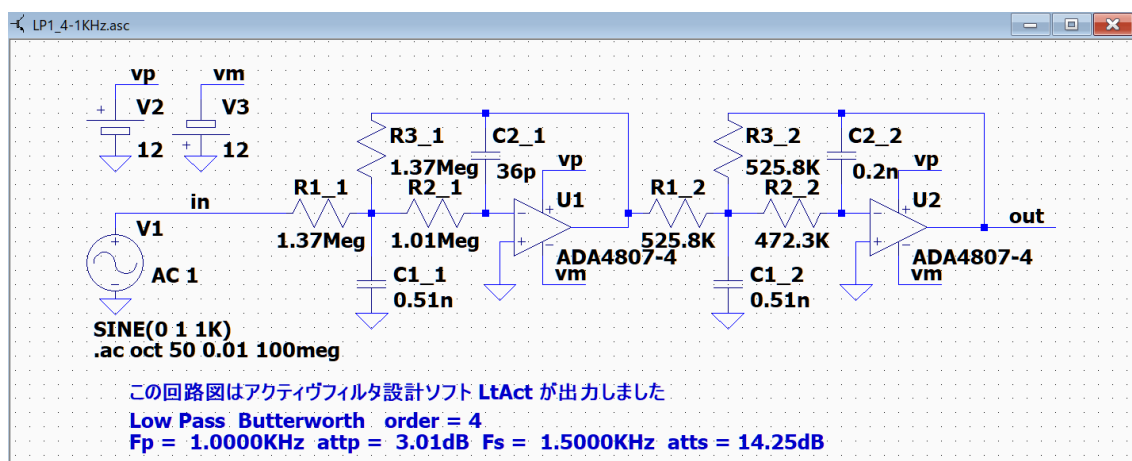 LP1_4-1KHz.asc
vp
vm
V2
V3
12
12
R3_1
1.37Meg
C2_1
36p
vp
R3_2
525.8K
C2_2
0.2n
vp
in
R1_1
1.37Meg
R2_1
1.01Meg
U1
R1_2
525.8K
R2_2
472.3K
U2
out
V1
AC 1
C1_1
0.51n
ADA4807-4
vm
C1_2
0.51n
ADA4807-4
vm
SINE(0 1 1K)
.ac oct 50 0.01 100meg
この回路図はアクティヴフィルタ設計ソフト LtAct が出力しました
Low Pass Butterworth order = 4
Fp = 1.0000KHz attp = 3.01dB Fs = 1.5000KHz atts = 14.25dB